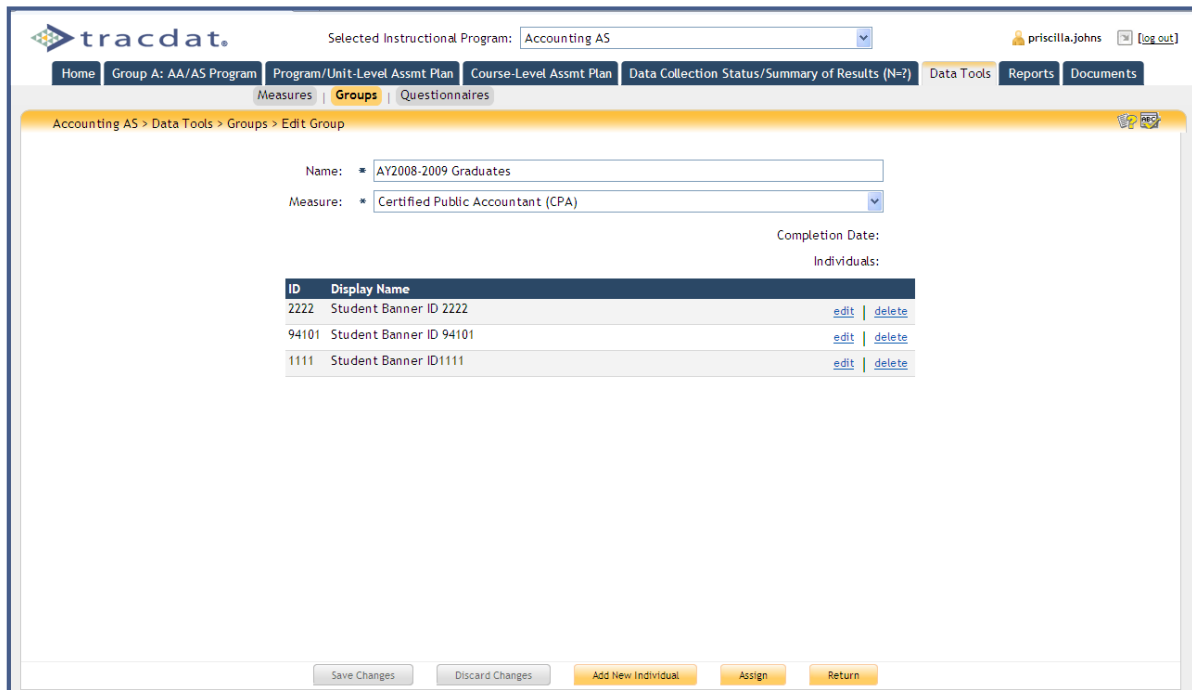 tracdat.
Selected Instructional Program: Accounting AS
priscilla.johns [log out]
Home Group A: AA/AS Program Program/Unit-Level Assmt Plan Course-Level Assmt Plan Data Collection Status/Summary of Results (N=?) Data Tools Reports Documents
Measures | Groups | Questionnaires
Accounting AS > Data Tools > Groups > Edit Group
ABC
Name: * AY2008-2009 Graduates
Measure: * Certified Public Accountant (CPA)
Completion Date:
Individuals:
ID Display Name
2222 Student Banner ID 2222 edit | delete
94101 Student Banner ID 94101 edit | delete
1111 Student Banner ID1111 edit | delete
Save Changes Discard Changes Add New Individual Assign Return